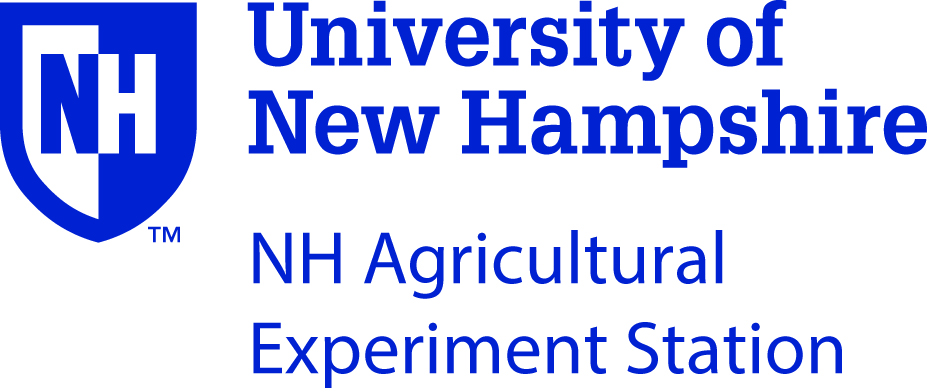 NH
TM
University of
New Hampshire
NH Agricultural
Experiment Station